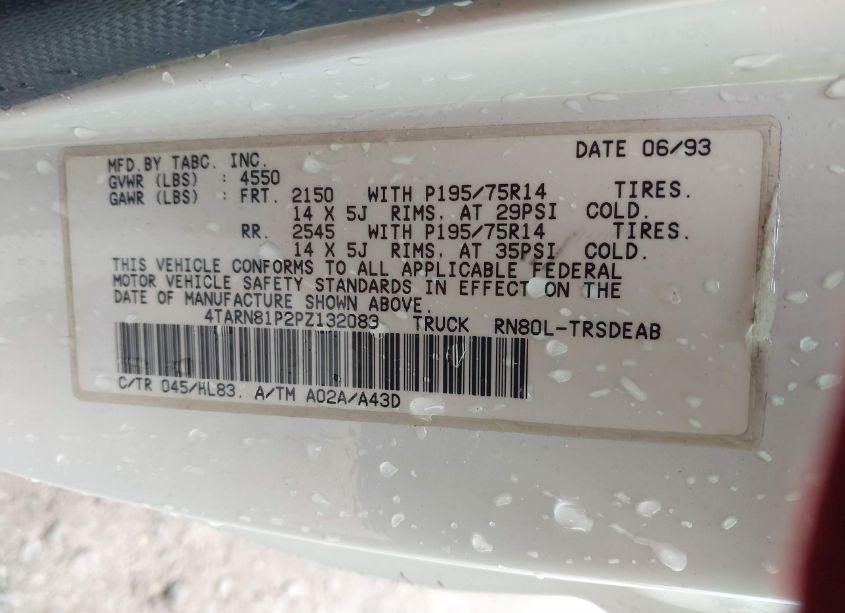 MFD.BY TABC. INC. DATE 06/93
GVWR (LBS) : 4550
GAWR (LBS) : FRT. 2150 WITH P195/75R14 TIRES.
14 X 5J RIMS, AT 29PSI COLD.
RR. 2545 WITH P195/75R14 TIRES.
14 X 5J RIMS, AT 35PSI COLD.
THIS VEHICLE CONFORMS TO ALL APPLICABLE FEDERAL
MOTOR VEHICLE SAFETY STANDARDS IN EFFECT ON THE
DATE OF MANUFACTURE SHOWN ABOVE.
4TARN81P2PZ132083 TRUCK RN80L-TRSDEAB
C/TR 045/HL83. A/TM A02A/A43D